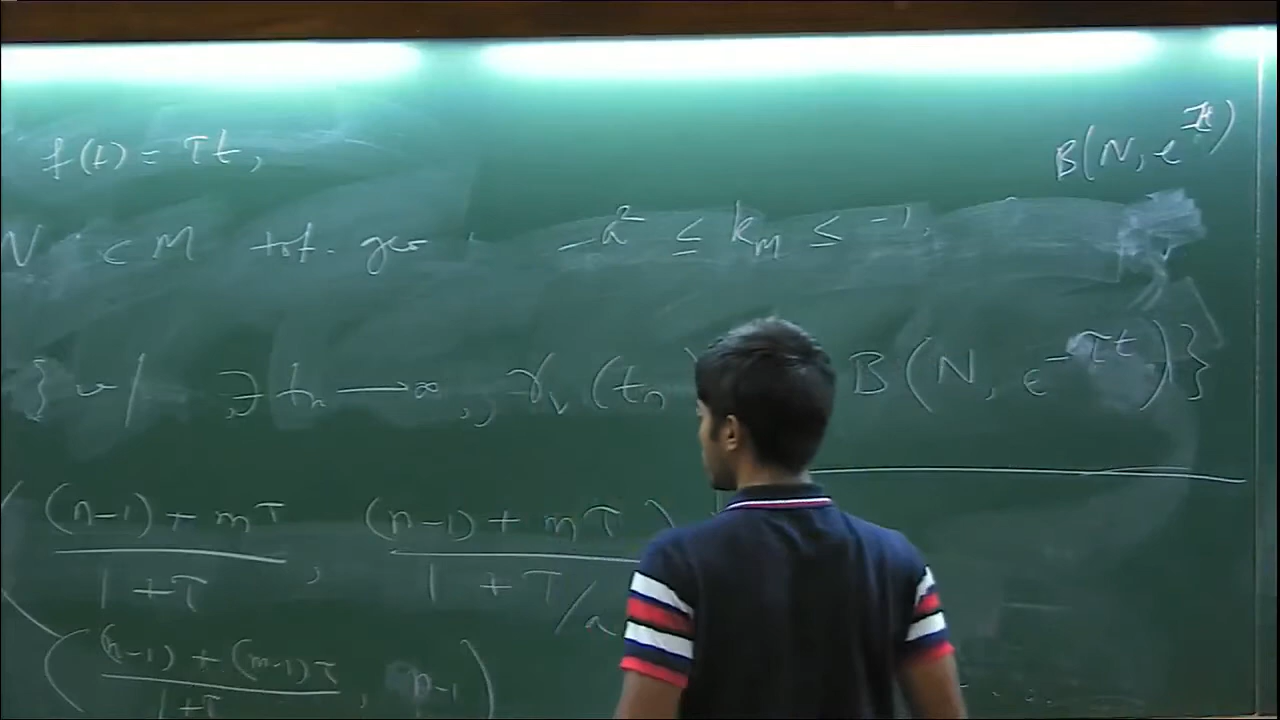 f(t) = τt,
B(N, e^{-τt})
N ⊂ M tot. geo. -a² ≤ k_M ≤ -1.
} w/ ∃ t_n → ∞, γ_v(t_n) B(N, e^{-τt})}
( (n-1) + mτ / 1+τ , (n-1) + mτ / 1 + τ/a )
( (n-1) + (m-1)τ / 1+τ , n-1 )